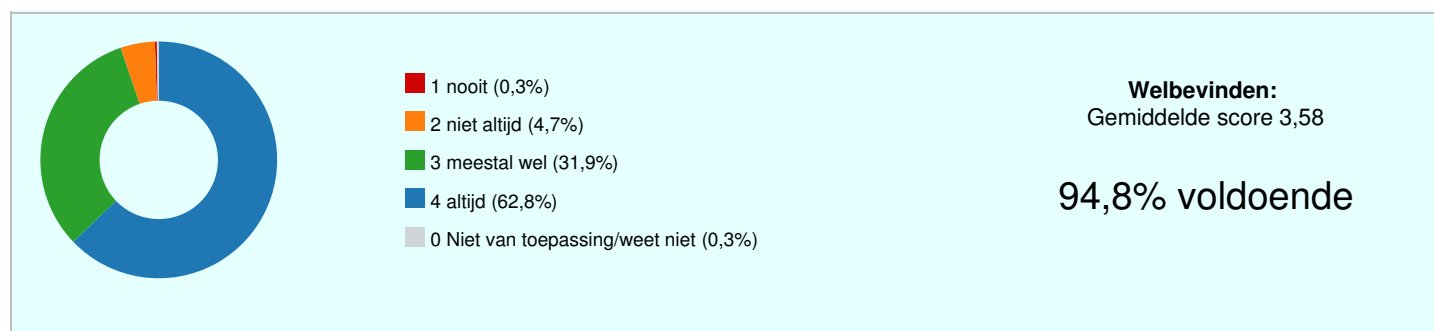 1 nooit (0,3%)
2 niet altijd (4,7%)
3 meestal wel (31,9%)
4 altijd (62,8%)
0 Niet van toepassing/weet niet (0,3%)
Welbevinden:
Gemiddelde score 3,58
94,8% voldoende